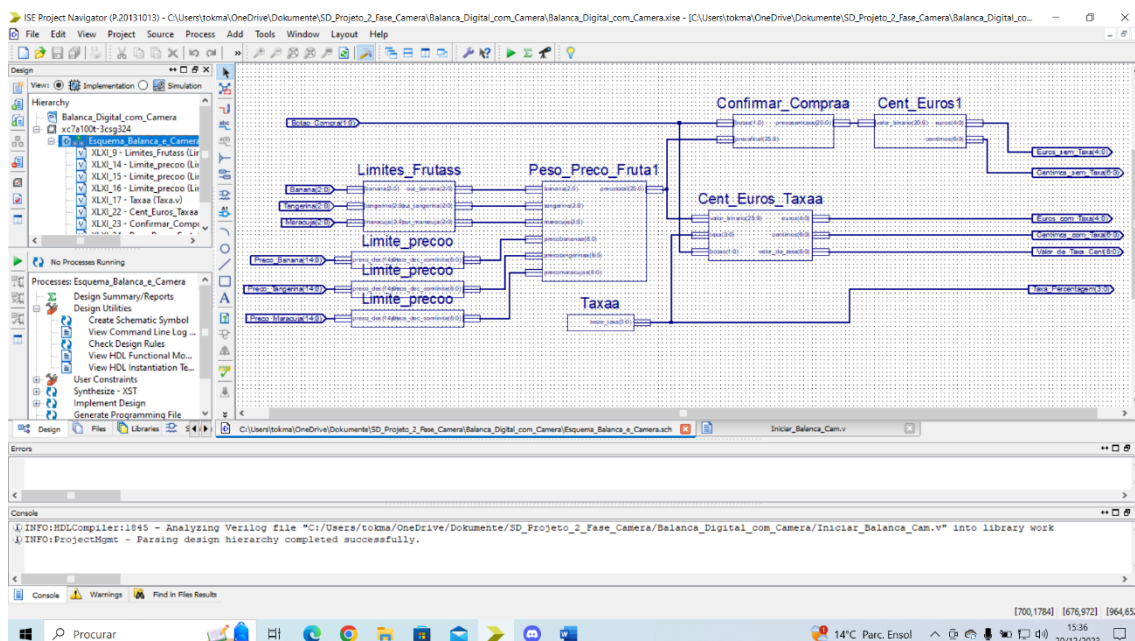 ISE Project Navigator (P.20131013) - C:\Users\tokma\OneDrive\Dokumente\SD_Projeto_2_Fase_Camera\Balanca_Digital_com_Camera\Balanca_Digital_com_Camera.xise - [C:\Users\tokma\OneDrive\Dokumente\SD_Projeto_2_Fase_Camera\Balanca_Digital_co...
File Edit View Project Source Process Add Tools Window Layout Help
Design
View: Implementation Simulation
Hierarchy
Balanca_Digital_com_Camera
xc7a100t-3csg324
Esquema_Balanca_e_Camera
XLXI_9 - Limites_Frutass (Lir
XLXI_14 - Limite_precoo (Lir
XLXI_15 - Limite_precoo (Lir
XLXI_16 - Limite_precoo (Lir
XLXI_17 - Taxaa (Taxa.v)
XLXI_22 - Cent_Euros_Taxaa
XLXI_23 - Confirmar_Compr
No Processes Running
Processes: Esquema_Balanca_e_Camera
Design Summary/Reports
Design Utilities
Create Schematic Symbol
View Command Line Log ...
Check Design Rules
View HDL Functional Mo...
View HDL Instantiation Te...
User Constraints
Synthesize - XST
Implement Design
Generate Programming File
Confirmar_Compraa Cent_Euros1
Botao_Compra(1:0)
Euros_sem_Taxa(4:0)
Centimos_sem_Taxa(6:0)
Limites_Frutass Peso_Preco_Fruta1
Banana(2:0)
Tangerina(2:0)
Maracuja(2:0)
Cent_Euros_Taxaa
Euros_com_Taxa(4:0)
Centimos_com_Taxa(6:0)
Limite_precoo
Preco_Banana(14:0)
Limite_precoo
Preco_Tangerina(14:0)
Limite_precoo
Preco_Maracuja(14:0)
Taxaa
Taxa_Percentagem(3:0)
Design Files Libraries
C:\Users\tokma\OneDrive\Dokumente\SD_Projeto_2_Fase_Camera\Balanca_Digital_com_Camera\Esquema_Balanca_e_Camera.sch Iniciar_Balanca_Cam.v
Errors
Console
INFO:HDLCompiler:1845 - Analyzing Verilog file "C:/Users/tokma/OneDrive/Dokumente/SD_Projeto_2_Fase_Camera/Balanca_Digital_com_Camera/Iniciar_Balanca_Cam.v" into library work
INFO:ProjectMgmt - Parsing design hierarchy completed successfully.
Console Warnings Find in Files Results
[700,1784] [676,972]
Procurar
14°C Parc. Ensol
15:36